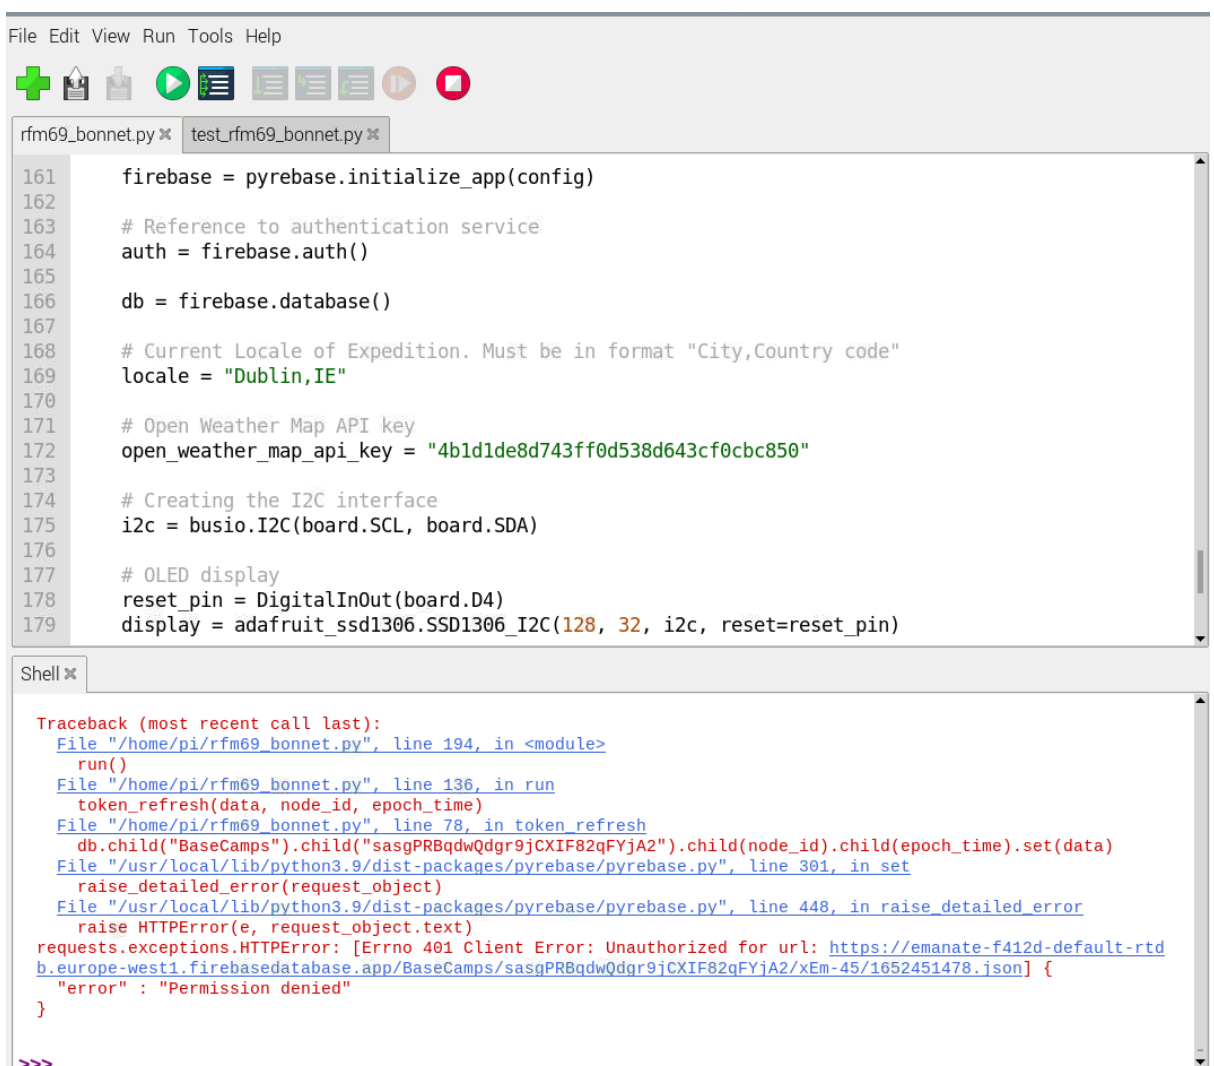 File Edit View Run Tools Help
rfm69_bonnet.py test_rfm69_bonnet.py
161 firebase = pyrebase.initialize_app(config)
162
163 # Reference to authentication service
164 auth = firebase.auth()
165
166 db = firebase.database()
167
168 # Current Locale of Expedition. Must be in format "City,Country code"
169 locale = "Dublin,IE"
170
171 # Open Weather Map API key
172 open_weather_map_api_key = "4b1d1de8d743ff0d538d643cf0cbc850"
173
174 # Creating the I2C interface
175 i2c = busio.I2C(board.SCL, board.SDA)
176
177 # OLED display
178 reset_pin = DigitalInOut(board.D4)
179 display = adafruit_ssd1306.SSD1306_I2C(128, 32, i2c, reset=reset_pin)
Shell
Traceback (most recent call last):
File "/home/pi/rfm69_bonnet.py", line 194, in <module>
run()
File "/home/pi/rfm69_bonnet.py", line 136, in run
token_refresh(data, node_id, epoch_time)
File "/home/pi/rfm69_bonnet.py", line 78, in token_refresh
db.child("BaseCamps").child("sasgPRBqdwQdgr9jCXIF82qFYjA2").child(node_id).child(epoch_time).set(data)
File "/usr/local/lib/python3.9/dist-packages/pyrebase/pyrebase.py", line 301, in set
raise_detailed_error(request_object)
File "/usr/local/lib/python3.9/dist-packages/pyrebase/pyrebase.py", line 448, in raise_detailed_error
raise HTTPError(e, request_object.text)
requests.exceptions.HTTPError: [Errno 401 Client Error: Unauthorized for url: https://emanate-f412d-default-rtd
b.europe-west1.firebasedatabase.app/BaseCamps/sasgPRBqdwQdgr9jCXIF82qFYjA2/xEm-45/1652451478.json] {
"error" : "Permission denied"
}
>>>